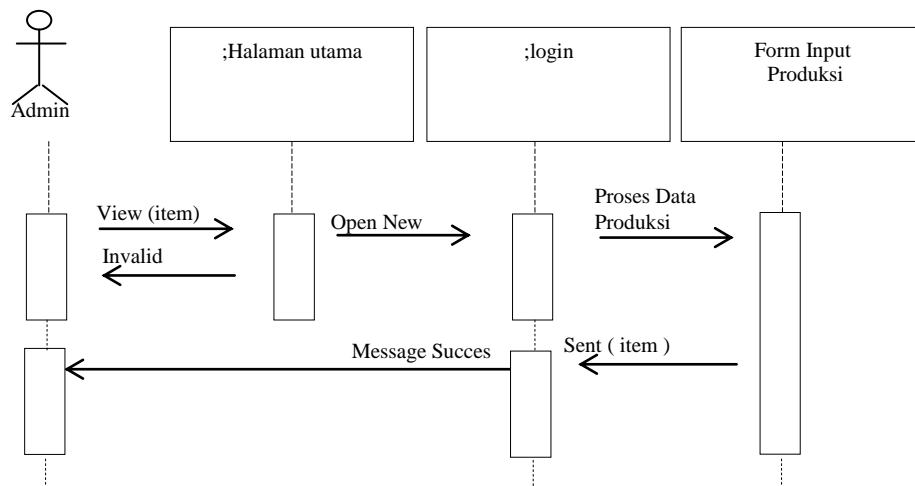 ;Halaman utama
;login
Form Input
Produksi
Admin
View (item)
Open New
Proses Data
Produksi
Invalid
Message Succes
Sent ( item )